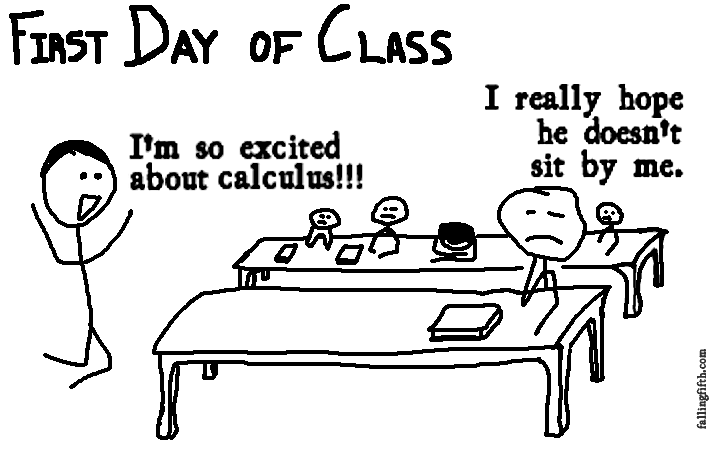 First Day of Class
I'm so excited
about calculus!!!
I really hope
he doesn't
sit by me.
fallingfifth.com